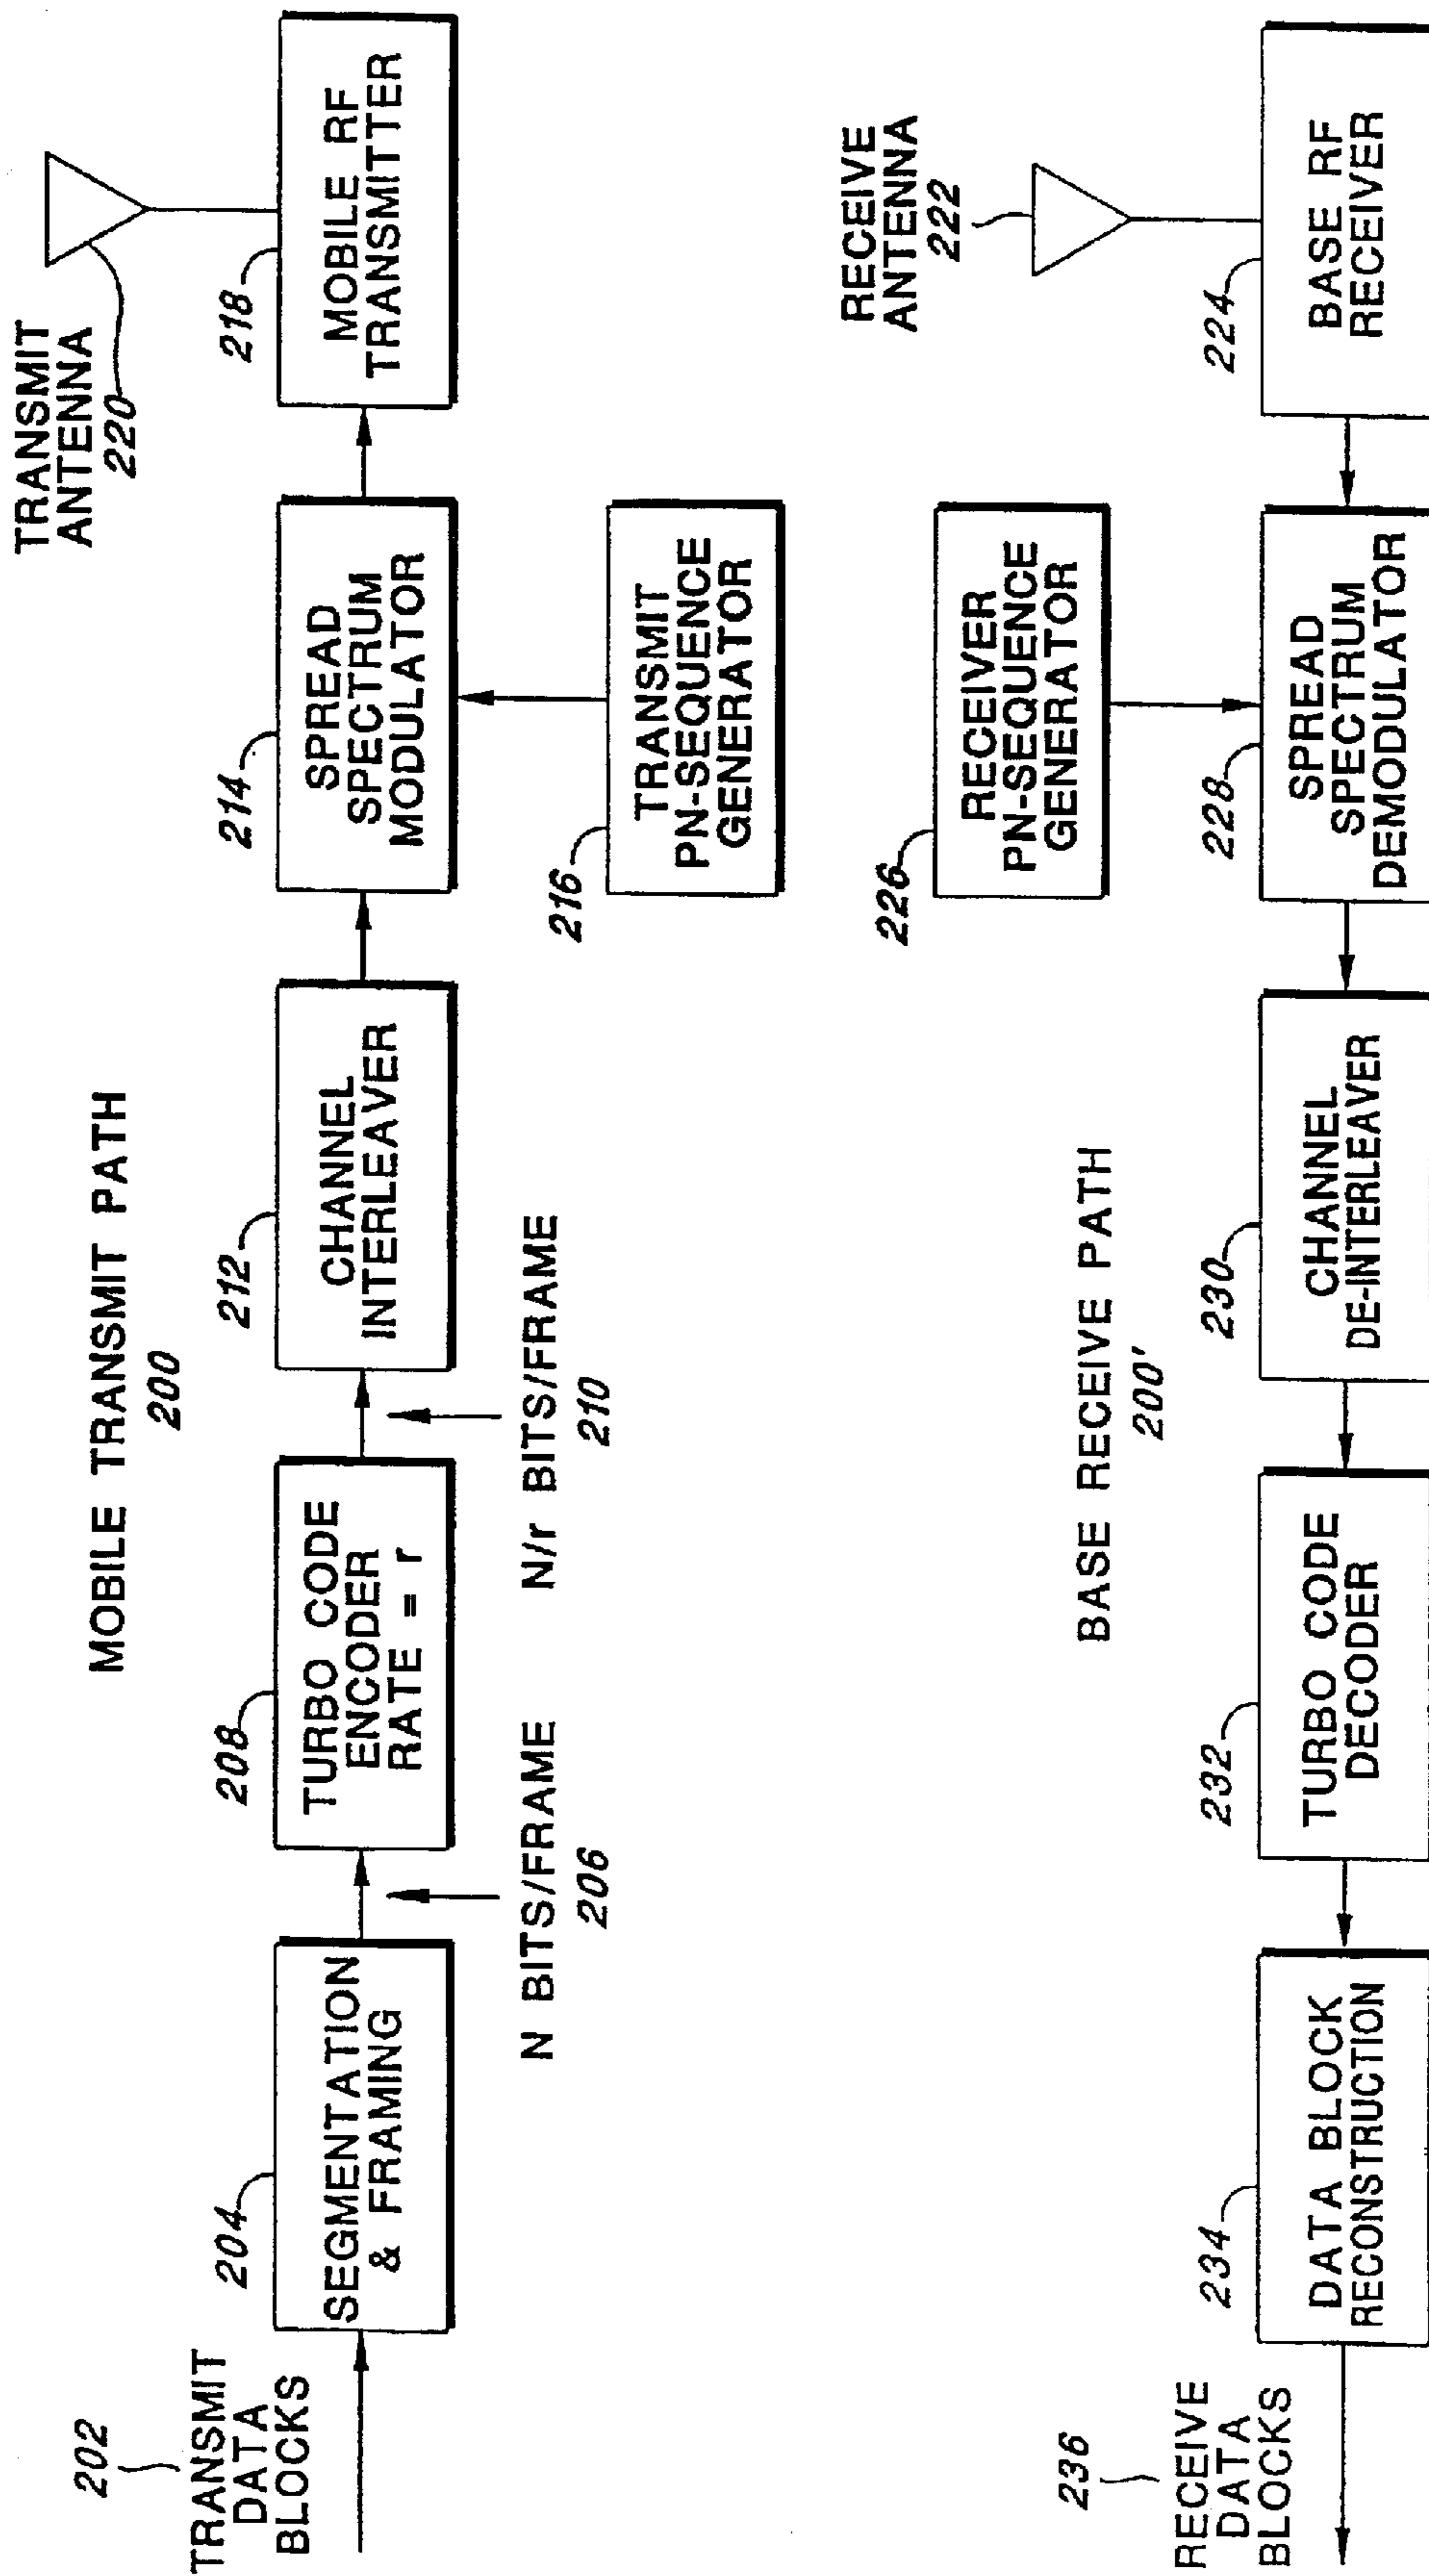 MOBILE TRANSMIT PATH
200
202
TRANSMIT
DATA
BLOCKS
204
SEGMENTATION
& FRAMING
N BITS/FRAME
206
208
TURBO CODE
ENCODER
RATE = r
N/r BITS/FRAME
210
212
CHANNEL
INTERLEAVER
214
SPREAD
SPECTRUM
MODULATOR
216
TRANSMIT
PN-SEQUENCE
GENERATOR
218
MOBILE RF
TRANSMITTER
TRANSMIT
ANTENNA
220
BASE RECEIVE PATH
200'
RECEIVE
ANTENNA
222
224
BASE RF
RECEIVER
226
RECEIVER
PN-SEQUENCE
GENERATOR
228
SPREAD
SPECTRUM
DEMODULATOR
230
CHANNEL
DE-INTERLEAVER
232
TURBO CODE
DECODER
234
DATA BLOCK
RECONSTRUCTION
236
RECEIVE
DATA
BLOCKS